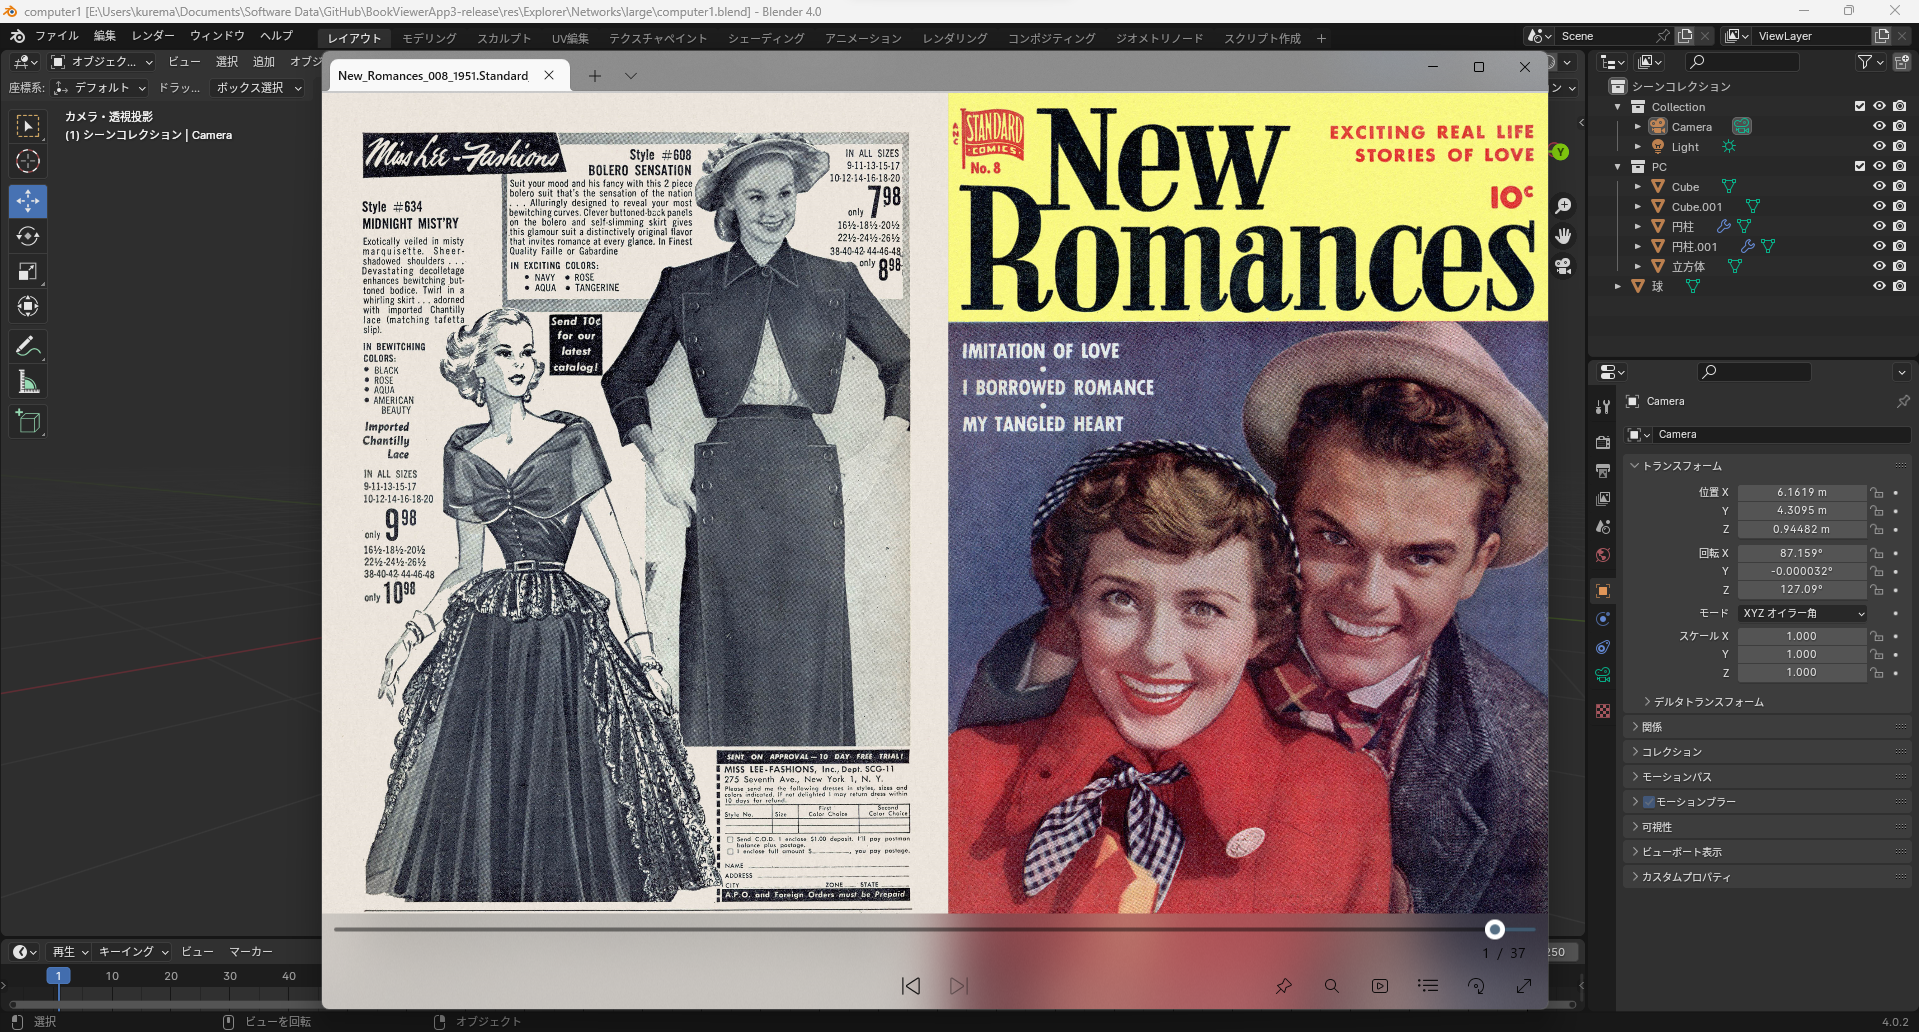 computer1 [E:\Users\kurema\Documents\Software Data\GitHub\BookViewerApp3-release\res\Explorer\Networks\large\computer1.blend] - Blender 4.0
ファイル 編集 レンダー ウィンドウ ヘルプ レイアウト モデリング スカルプト UV編集 テクスチャペイント シェーディング アニメーション レンダリング コンポジティング ジオメトリノード スクリプト作成 + Scene ViewLayer
オブジェク... ビュー 選択 追加 オブジ
座標系: デフォルト ドラッ... ボックス選択
カメラ・透視投影
(1) シーンコレクション | Camera
New_Romances_008_1951.Standard
Miss Lee-Fashions
Style #608
BOLERO SENSATION
Suit your mood and his fancy with this 2 piece
bolero suit that's the sensation of the nation
. . . Alluringly designed to reveal your most
bewitching curves. Clever buttoned-back panels
on the bolero and self-slimming skirt gives
this glamour suit a distinctively original flavor
that invites romance at every glance. In Finest
Quality Faille or Gabardine
IN EXCITING COLORS:
• NAVY • ROSE
• AQUA • TANGERINE
IN ALL SIZES
9-11-13-15-17
10-12-14-16-18-20
only 7.98
16½-18½-20½
22½-24½-26½
38-40-42-44-46-48
only 8.98
Style #634
MIDNIGHT MIST'RY
Exotically veiled in misty
marquisette. Sheer-
shadowed shoulders . . .
Devastating decolletage
enhances bewitching but-
toned bodice. Twirl in a
whirling skirt . . . adorned
with imported Chantilly
lace (matching tafetta
slip).
IN BEWITCHING
COLORS:
• BLACK
• ROSE
• AQUA
• AMERICAN
BEAUTY
Imported
Chantilly
Lace
IN ALL SIZES
9-11-13-15-17
10-12-14-16-18-20
only 9.98
16½-18½-20½
22½-24½-26½
38-40-42-44-46-48
only 10.98
Send 10¢
for our
latest
catalog!
SENT ON APPROVAL—10 DAY FREE TRIAL!
MISS LEE-FASHIONS, Inc., Dept. SCG-11
275 Seventh Ave., New York 1, N. Y.
Please send me the following dresses in styles, sizes and
colors indicated. If not delighted I may return dress within
10 days for refund.
Style No. Size First Color Choice Second Color Choice
Send C.O.D. I enclose $1.00 deposit. I'll pay postman
balance plus postage.
I enclose full amount $______, you pay postage.
NAME
ADDRESS
CITY ZONE STATE
A.P.O. and Foreign Orders must be Prepaid
ANC
STANDARD
COMICS
No. 8
New
Romances
EXCITING REAL LIFE
STORIES OF LOVE
10¢
IMITATION OF LOVE
•
I BORROWED ROMANCE
•
MY TANGLED HEART
1 / 37
シーンコレクション
Collection
Camera
Light
PC
Cube
Cube.001
円柱
円柱.001
立方体
球
Camera
Camera
トランスフォーム
位置 X 6.1619 m
Y 4.3095 m
Z 0.94482 m
回転 X 87.159°
Y -0.000032°
Z 127.09°
モード XYZ オイラー角
スケール X 1.000
Y 1.000
Z 1.000
デルタトランスフォーム
関係
コレクション
モーションパス
モーションブラー
可視性
ビューポート表示
カスタムプロパティ
Y
ン
再生 キーイング ビュー マーカー 250
1 10 20 30 40
選択 ビューを回転 オブジェクト 4.0.2